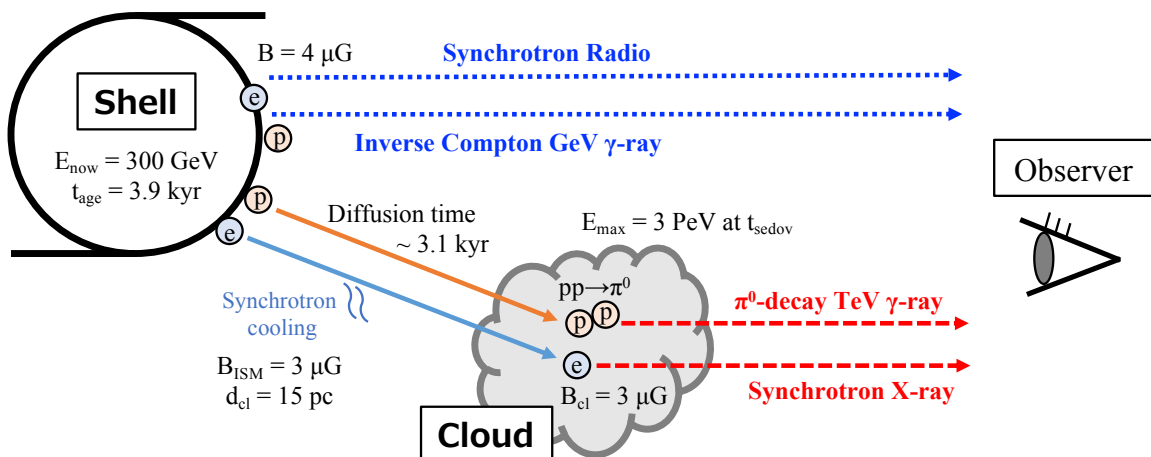 B = 4 μG
Synchrotron Radio
e
Shell
p
Inverse Compton GeV γ-ray
E_now = 300 GeV
t_age = 3.9 kyr
Observer
p
e
Diffusion time
~ 3.1 kyr
E_max = 3 PeV at t_sedov
pp→π⁰
p p
π⁰-decay TeV γ-ray
Synchrotron
cooling
e
B_ISM = 3 μG
d_cl = 15 pc
B_cl = 3 μG
Synchrotron X-ray
Cloud